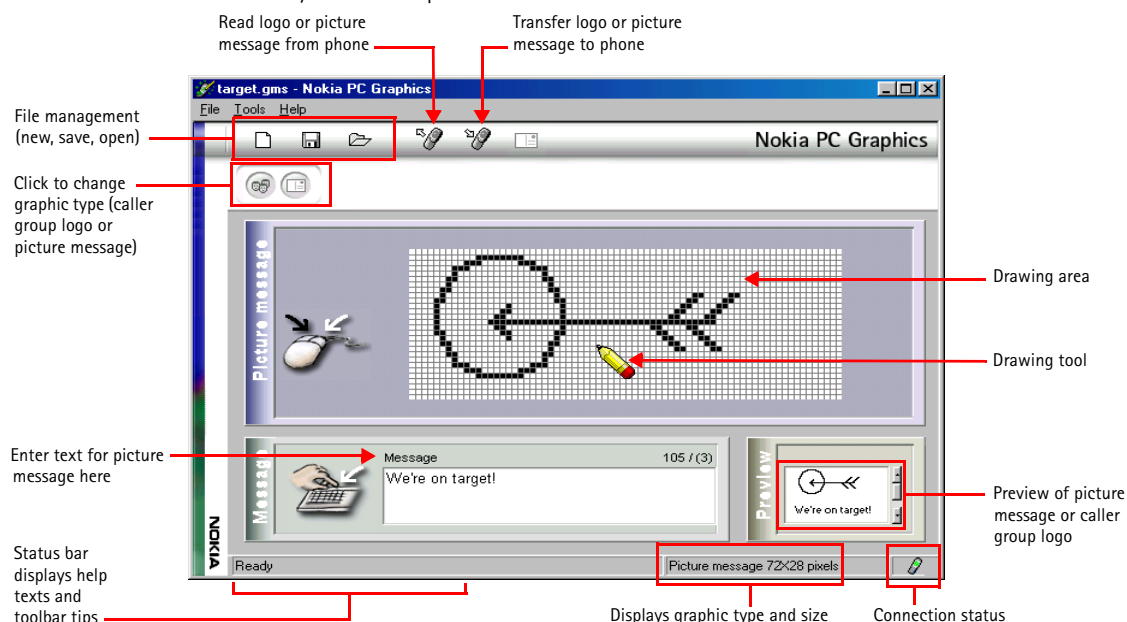 Read logo or picture
message from phone
Transfer logo or picture
message to phone
target.gms - Nokia PC Graphics
File Tools Help
File management
(new, save, open)
Nokia PC Graphics
Click to change
graphic type (caller
group logo or
picture message)
Picture message
Drawing area
Drawing tool
Enter text for picture
message here
Message
Message 105 / (3)
We're on target!
Preview
We're on target!
Preview of picture
message or caller
group logo
NOKIA
Status bar
displays help
texts and
toolbar tips
Ready
Picture message 72X28 pixels
Displays graphic type and size
Connection status